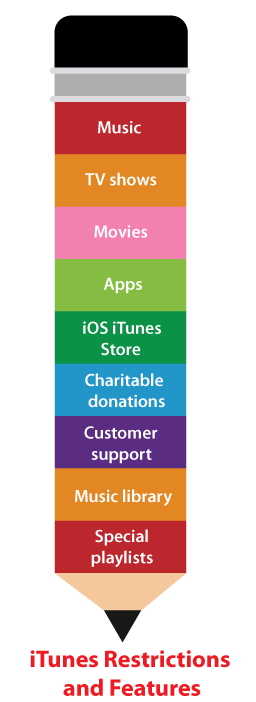 Music
TV shows
Movies
Apps
iOS iTunes
Store
Charitable
donations
Customer
support
Music library
Special
playlists
iTunes Restrictions
and Features